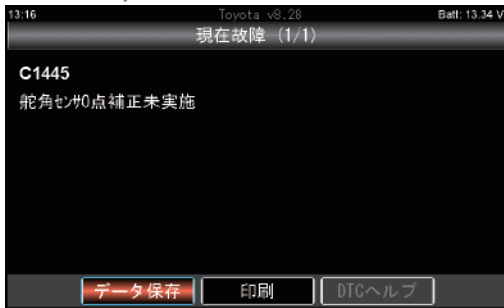 13:16 Toyota v8.28 Batt: 13.34 V
現在故障 (1/1)
C1445
舵角ｾﾝｻ0点補正未実施
データ保存 印刷 DTCヘルプ